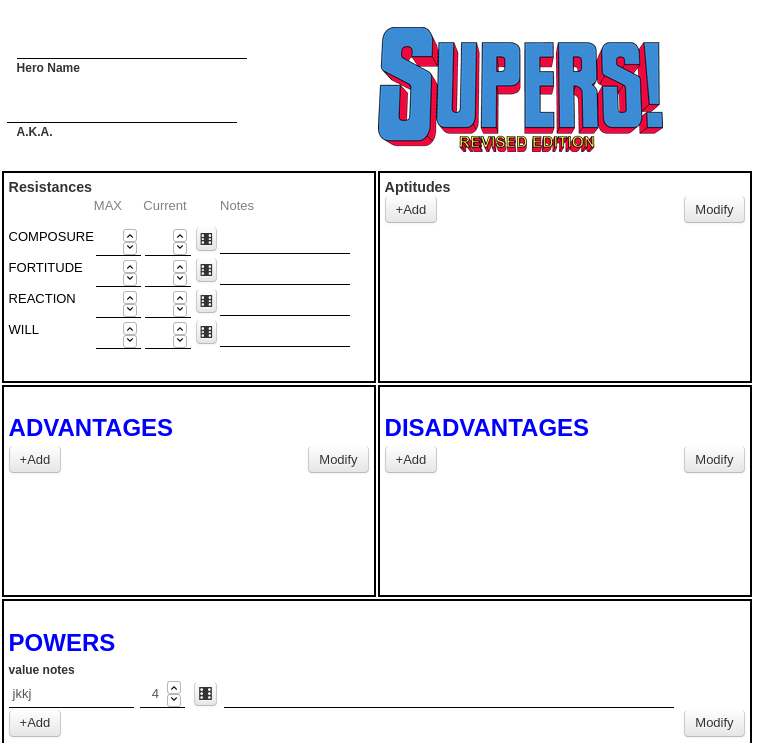 SUPERS!
REVISED EDITION
Hero Name
A.K.A.
Resistances
MAX Current Notes
COMPOSURE
FORTITUDE
REACTION
WILL
Aptitudes
+Add Modify
ADVANTAGES
+Add Modify
DISADVANTAGES
+Add Modify
POWERS
value notes
jkkj 4
+Add Modify